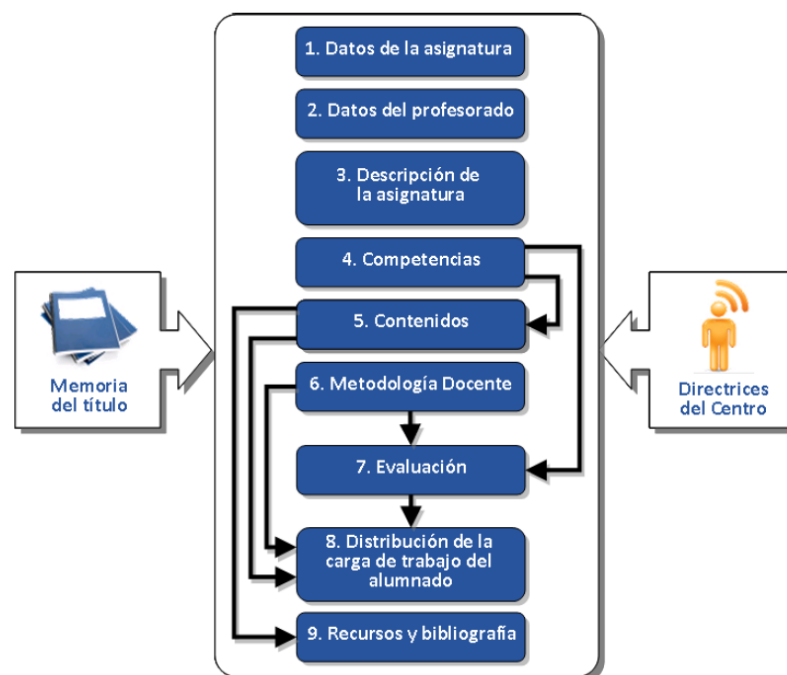 1. Datos de la asignatura
2. Datos del profesorado
3. Descripción de
la asignatura
4. Competencias
5. Contenidos
6. Metodología Docente
7. Evaluación
8. Distribución de la
carga de trabajo del
alumnado
9. Recursos y bibliografía
Memoria
del título
Directrices
del Centro